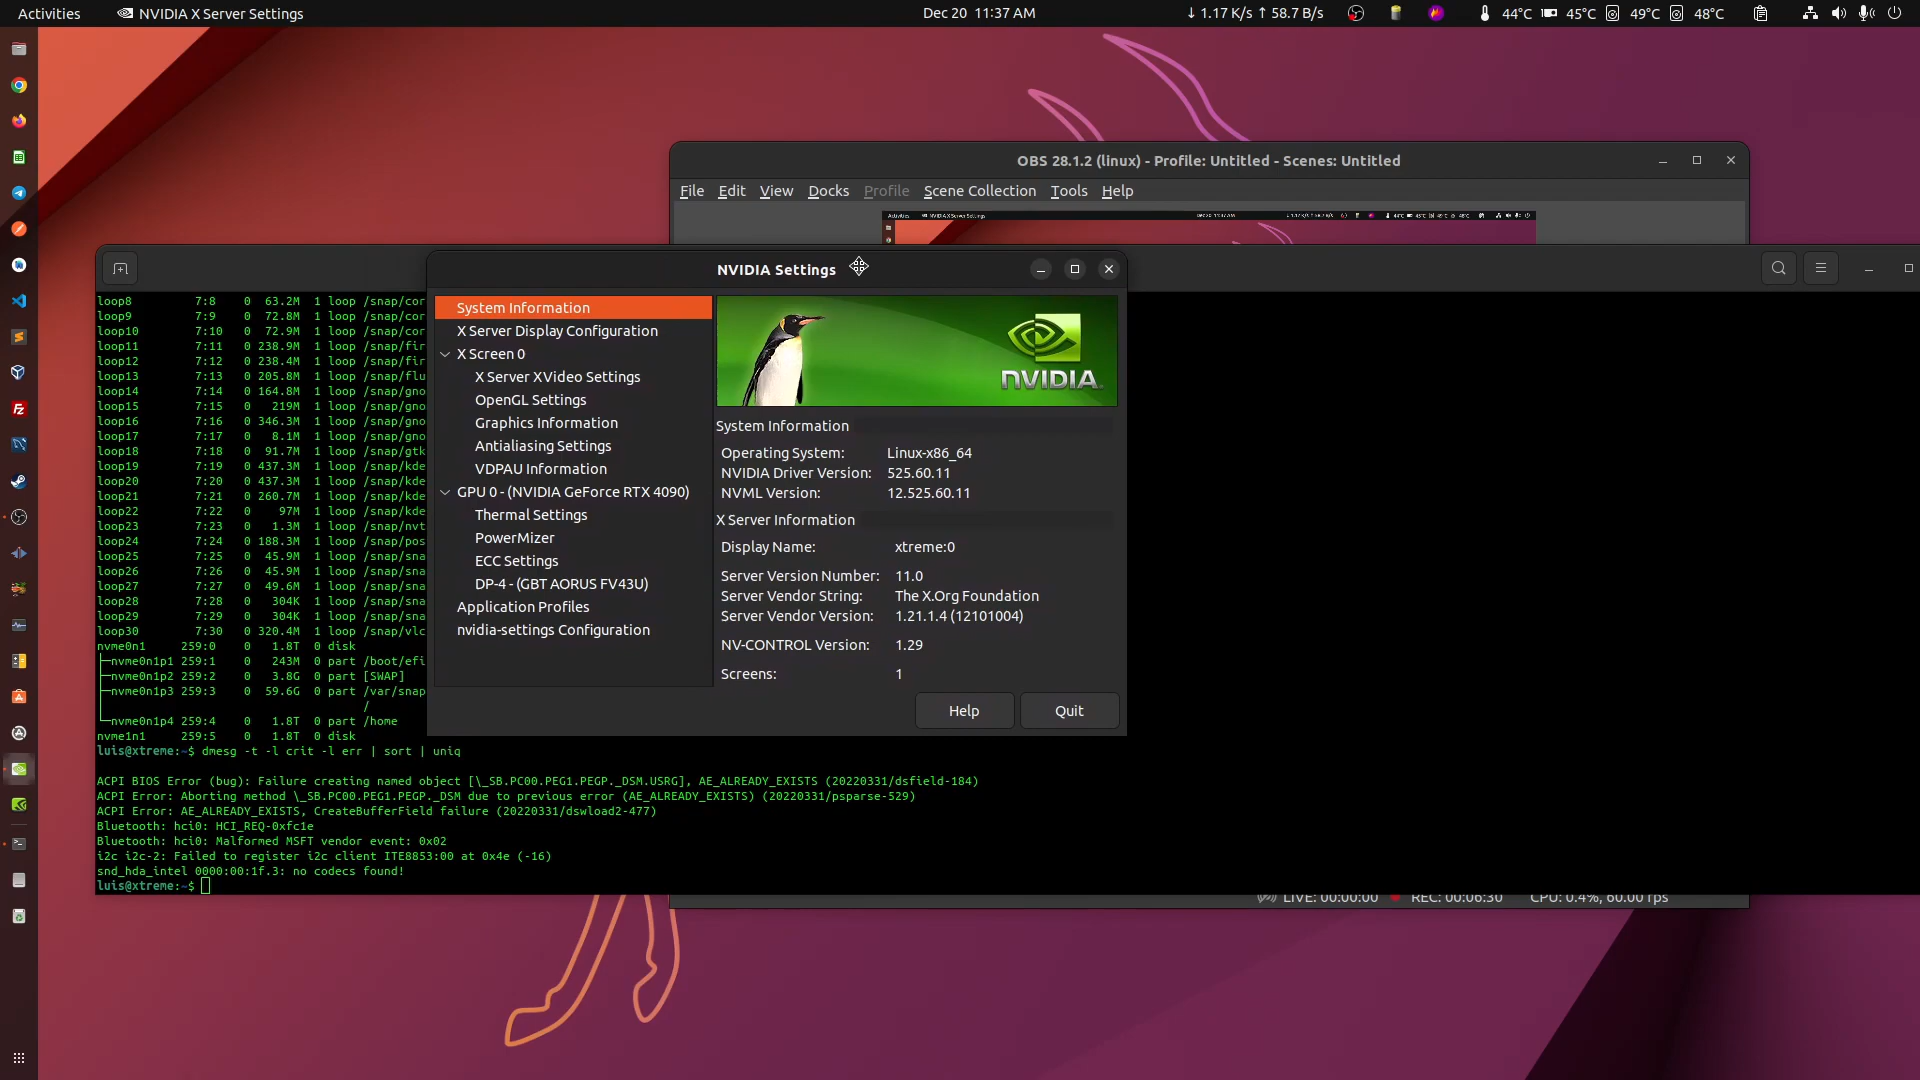 Activities NVIDIA X Server Settings Dec 20 11:37 AM ↓ 1.17 K/s ↑ 58.7 B/s 44°C 45°C 49°C 48°C
OBS 28.1.2 (linux) - Profile: Untitled - Scenes: Untitled
File Edit View Docks Profile Scene Collection Tools Help
NVIDIA Settings
loop8 7:8 0 63.2M 1 loop /snap/cor
loop9 7:9 0 72.8M 1 loop /snap/cor
loop10 7:10 0 72.9M 1 loop /snap/cor
loop11 7:11 0 238.9M 1 loop /snap/fir
loop12 7:12 0 238.4M 1 loop /snap/fir
loop13 7:13 0 205.8M 1 loop /snap/flu
loop14 7:14 0 164.8M 1 loop /snap/gno
loop15 7:15 0 219M 1 loop /snap/gno
loop16 7:16 0 346.3M 1 loop /snap/gno
loop17 7:17 0 8.1M 1 loop /snap/gno
loop18 7:18 0 91.7M 1 loop /snap/gtk
loop19 7:19 0 437.3M 1 loop /snap/kde
loop20 7:20 0 437.3M 1 loop /snap/kde
loop21 7:21 0 260.7M 1 loop /snap/kde
loop22 7:22 0 97M 1 loop /snap/kde
loop23 7:23 0 1.3M 1 loop /snap/nvt
loop24 7:24 0 188.3M 1 loop /snap/pos
loop25 7:25 0 45.9M 1 loop /snap/sna
loop26 7:26 0 45.9M 1 loop /snap/sna
loop27 7:27 0 49.6M 1 loop /snap/sna
loop28 7:28 0 304K 1 loop /snap/sna
loop29 7:29 0 304K 1 loop /snap/sna
loop30 7:30 0 320.4M 1 loop /snap/vlc
nvme0n1 259:0 0 1.8T 0 disk
├─nvme0n1p1 259:1 0 243M 0 part /boot/efi
├─nvme0n1p2 259:2 0 3.8G 0 part [SWAP]
├─nvme0n1p3 259:3 0 59.6G 0 part /var/snap
/
└─nvme0n1p4 259:4 0 1.8T 0 part /home
nvme1n1 259:5 0 1.8T 0 disk
luis@xtreme:~$ dmesg -t -l crit -l err | sort | uniq
ACPI BIOS Error (bug): Failure creating named object [\_SB.PC00.PEG1.PEGP._DSM.USRG], AE_ALREADY_EXISTS (20220331/dsfield-184)
ACPI Error: Aborting method \_SB.PC00.PEG1.PEGP._DSM due to previous error (AE_ALREADY_EXISTS) (20220331/psparse-529)
ACPI Error: AE_ALREADY_EXISTS, CreateBufferField failure (20220331/dswload2-477)
Bluetooth: hci0: HCI_REQ-0xfc1e
Bluetooth: hci0: Malformed MSFT vendor event: 0x02
i2c i2c-2: Failed to register i2c client ITE8853:00 at 0x4e (-16)
snd_hda_intel 0000:00:1f.3: no codecs found!
luis@xtreme:~$
System Information
X Server Display Configuration
X Screen 0
X Server XVideo Settings
OpenGL Settings
Graphics Information
Antialiasing Settings
VDPAU Information
GPU 0 - (NVIDIA GeForce RTX 4090)
Thermal Settings
PowerMizer
ECC Settings
DP-4 - (GBT AORUS FV43U)
Application Profiles
nvidia-settings Configuration
NVIDIA
System Information
Operating System: Linux-x86_64
NVIDIA Driver Version: 525.60.11
NVML Version: 12.525.60.11
X Server Information
Display Name: xtreme:0
Server Version Number: 11.0
Server Vendor String: The X.Org Foundation
Server Vendor Version: 1.21.1.4 (12101004)
NV-CONTROL Version: 1.29
Screens: 1
Help Quit
LIVE: 00:00:00 REC: 00:06:30 CPU: 0.4%, 60.00 fps